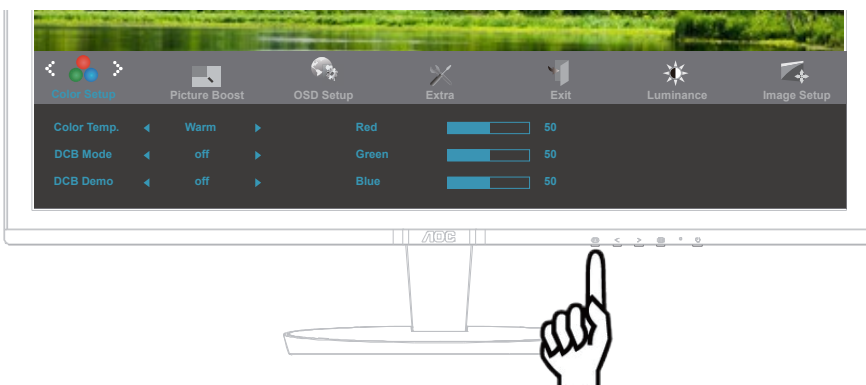 Color Setup Picture Boost OSD Setup Extra Exit Luminance Image Setup
Color Temp. Warm Red 50
DCB Mode off Green 50
DCB Demo off Blue 50
AOC